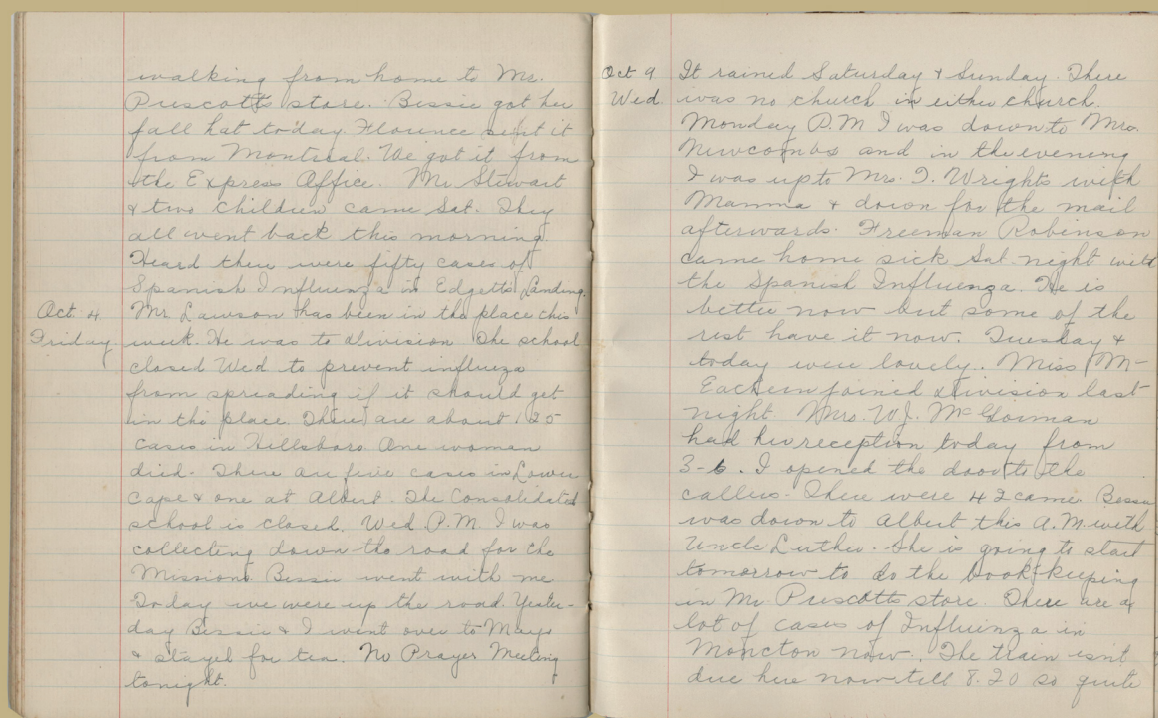 walking from home to Mr.
Prescotts store. Bessie got her
fall hat today. Florence sent it
from Montreal. We got it from
the Express Office. Mr Stewart
& two children came Sat. They
all went back this morning.
Heard there were fifty cases of
Spanish Influenza in Edgetts Landing.
Oct. 4. Mr Lawson has been in the place this
Friday. week. He was to division The school
closed Wed to prevent influenza
from spreading if it should get
in the place. There are about 125
cases in Hillsboro. One woman
died. There are five cases in Lower
Cape & one at Albert. The Consolidated
school is closed. Wed P.M. I was
collecting down the road for the
Missions Bessie went with me
Today we were up the road. Yester-
day Bessie & I went over to Marys
& stayed for tea. No Prayer Meeting
tonight.
Oct 9 It rained Saturday & Sunday. There
Wed. was no church in either church.
Monday P.M I was down to Mrs.
Newcombs and in the evening
I was up to Mrs. I. Wrights with
Mamma & down for the mail
afterwards. Freeman Robinson
came home sick Sat. night with
the Spanish Influenza. He is
better now but some of the
rest have it now. Tuesday &
today were lovely. Miss Mc-
Eachern joined division last
night. Mrs. W.J. McGorman
had her reception today from
3-6. I opened the door to the
callers. There were 42 came. Bessie
was down to Albert this A.M. with
Uncle Luther. She is going to start
tomorrow to do the bookkeeping
in Mr Prescotts store. There are a
lot of cases of Influenza in
Moncton now. The train isn't
due here now till 8.20 so quite